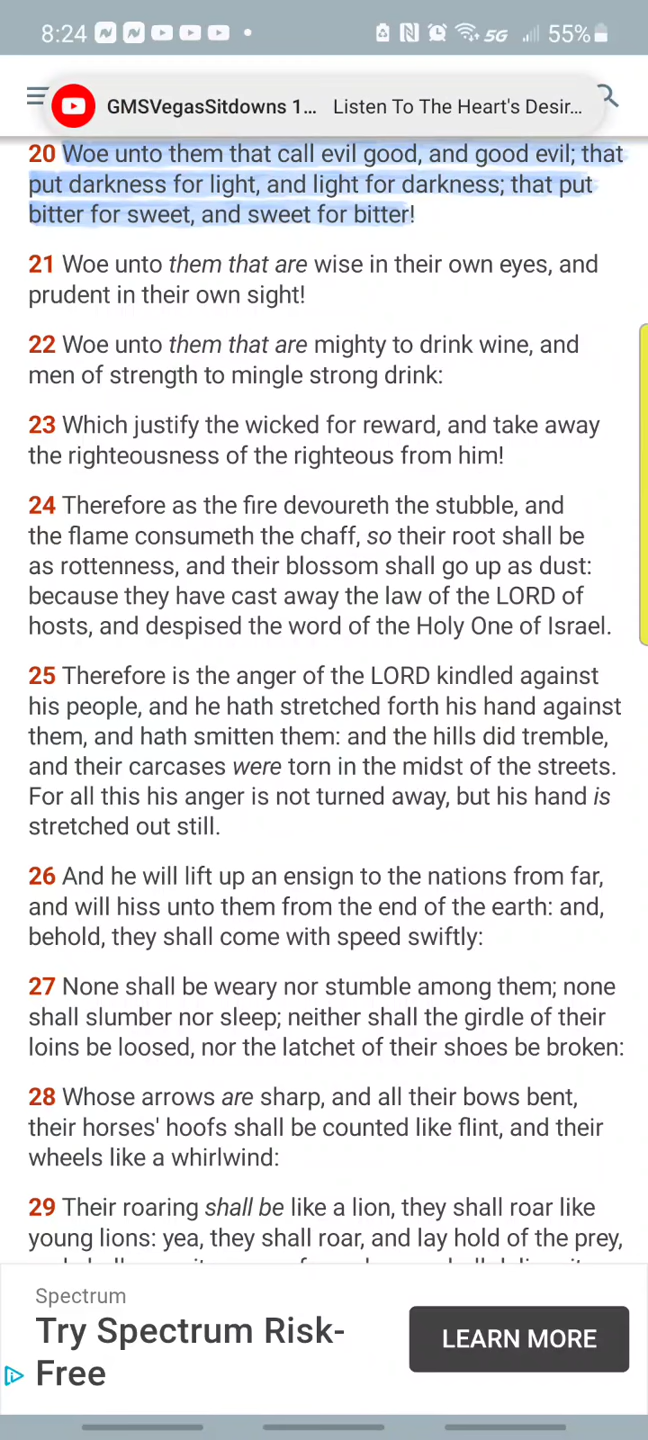 8:24
5G 55%
GMSVegasSitdowns 1... Listen To The Heart's Desir...
20 Woe unto them that call evil good, and good evil; that
put darkness for light, and light for darkness; that put
bitter for sweet, and sweet for bitter!
21 Woe unto them that are wise in their own eyes, and
prudent in their own sight!
22 Woe unto them that are mighty to drink wine, and
men of strength to mingle strong drink:
23 Which justify the wicked for reward, and take away
the righteousness of the righteous from him!
24 Therefore as the fire devoureth the stubble, and
the flame consumeth the chaff, so their root shall be
as rottenness, and their blossom shall go up as dust:
because they have cast away the law of the LORD of
hosts, and despised the word of the Holy One of Israel.
25 Therefore is the anger of the LORD kindled against
his people, and he hath stretched forth his hand against
them, and hath smitten them: and the hills did tremble,
and their carcases were torn in the midst of the streets.
For all this his anger is not turned away, but his hand is
stretched out still.
26 And he will lift up an ensign to the nations from far,
and will hiss unto them from the end of the earth: and,
behold, they shall come with speed swiftly:
27 None shall be weary nor stumble among them; none
shall slumber nor sleep; neither shall the girdle of their
loins be loosed, nor the latchet of their shoes be broken:
28 Whose arrows are sharp, and all their bows bent,
their horses' hoofs shall be counted like flint, and their
wheels like a whirlwind:
29 Their roaring shall be like a lion, they shall roar like
young lions: yea, they shall roar, and lay hold of the prey,
Spectrum
Try Spectrum Risk-
Free
LEARN MORE